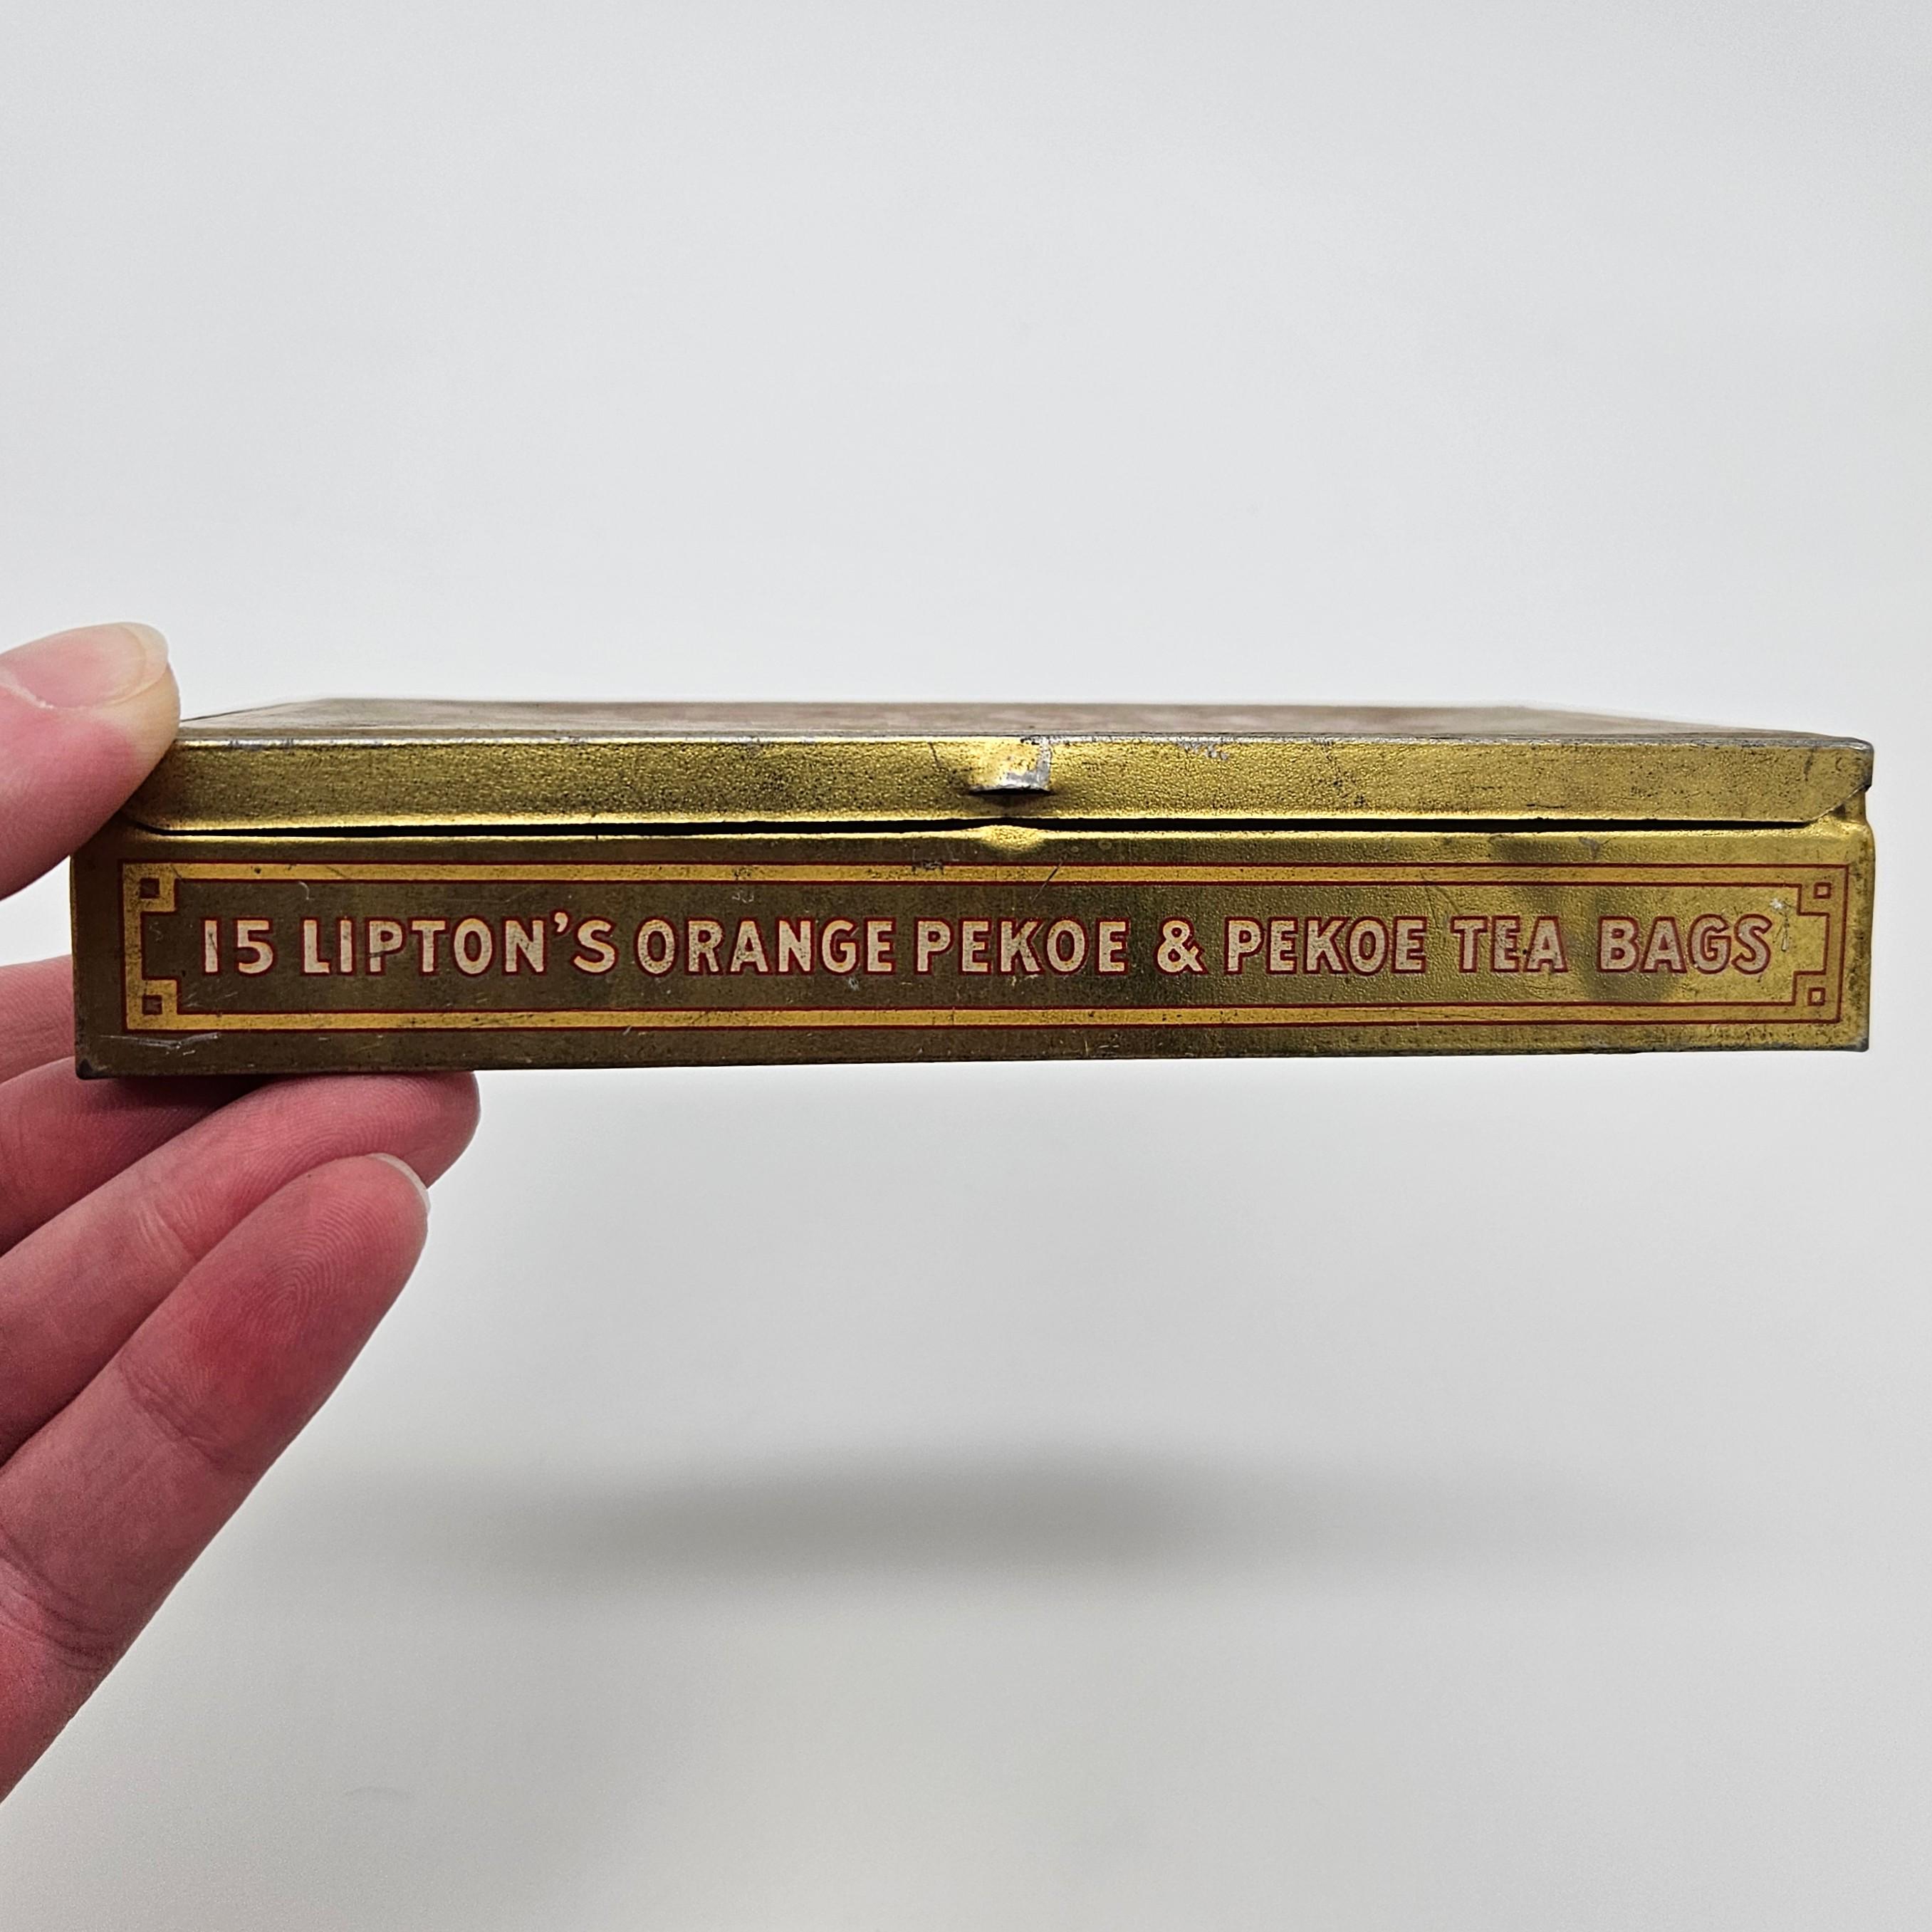 15 LIPTON'S ORANGE PEKOE & PEKOE TEA BAGS